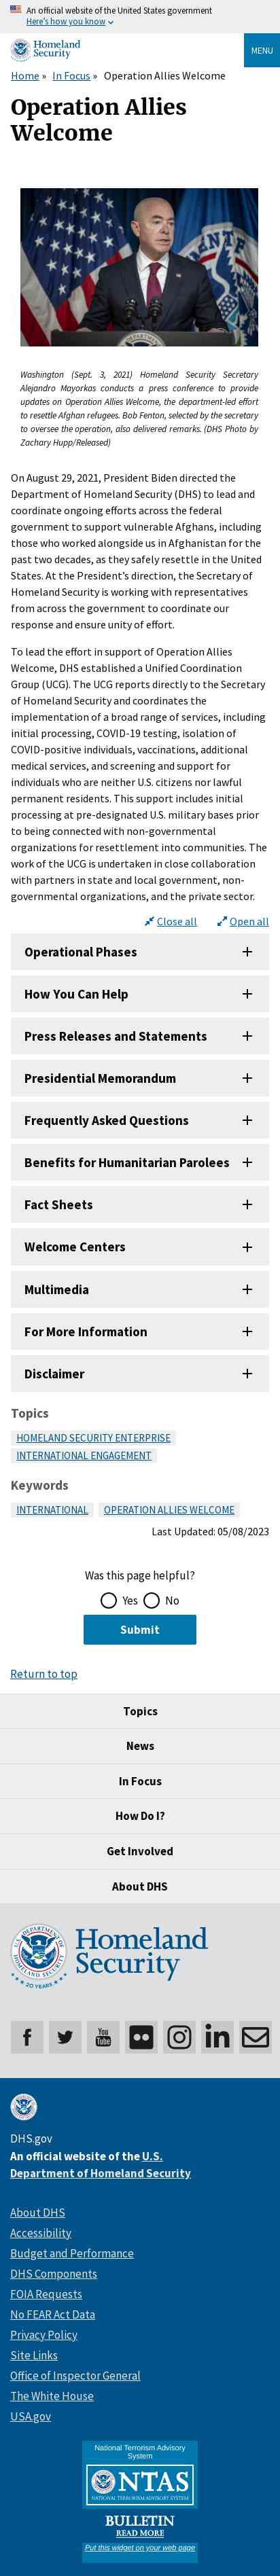 An official website of the United States government
Here's how you know
Homeland
Security
MENU
Home » In Focus » Operation Allies Welcome
Operation Allies
Welcome
Washington (Sept. 3, 2021) Homeland Security Secretary
Alejandro Mayorkas conducts a press conference to provide
updates on Operation Allies Welcome, the department-led effort
to resettle Afghan refugees. Bob Fenton, selected by the secretary
to oversee the operation, also delivered remarks. (DHS Photo by
Zachary Hupp/Released)
On August 29, 2021, President Biden directed the
Department of Homeland Security (DHS) to lead and
coordinate ongoing efforts across the federal
government to support vulnerable Afghans, including
those who worked alongside us in Afghanistan for the
past two decades, as they safely resettle in the United
States. At the President's direction, the Secretary of
Homeland Security is working with representatives
from across the government to coordinate our
response and ensure unity of effort.
To lead the effort in support of Operation Allies
Welcome, DHS established a Unified Coordination
Group (UCG). The UCG reports directly to the Secretary
of Homeland Security and coordinates the
implementation of a broad range of services, including
initial processing, COVID-19 testing, isolation of
COVID-positive individuals, vaccinations, additional
medical services, and screening and support for
individuals who are neither U.S. citizens nor lawful
permanent residents. This support includes initial
processing at pre-designated U.S. military bases prior
to being connected with non-governmental
organizations for resettlement into communities. The
work of the UCG is undertaken in close collaboration
with partners in state and local government, non-
governmental organizations, and the private sector.
Close all Open all
Operational Phases
How You Can Help
Press Releases and Statements
Presidential Memorandum
Frequently Asked Questions
Benefits for Humanitarian Parolees
Fact Sheets
Welcome Centers
Multimedia
For More Information
Disclaimer
Topics
HOMELAND SECURITY ENTERPRISE
INTERNATIONAL ENGAGEMENT
Keywords
INTERNATIONAL OPERATION ALLIES WELCOME
Last Updated: 05/08/2023
Was this page helpful?
Yes No
Submit
Return to top
Topics
News
In Focus
How Do I?
Get Involved
About DHS
Homeland
Security
You
Tube
DHS.gov
An official website of the U.S.
Department of Homeland Security
About DHS
Accessibility
Budget and Performance
DHS Components
FOIA Requests
No FEAR Act Data
Privacy Policy
Site Links
Office of Inspector General
The White House
USA.gov
National Terrorism Advisory
System
NTAS
NATIONAL TERRORISM ADVISORY SYSTEM
BULLETIN
READ MORE
Put this widget on your web page